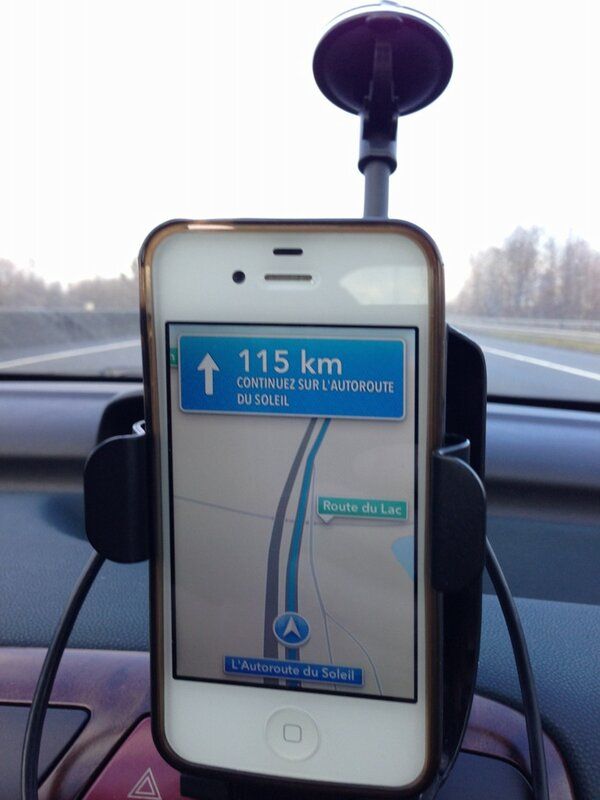 115 km
CONTINUEZ SUR L'AUTOROUTE
DU SOLEIL
Route du Lac
L'Autoroute du Soleil